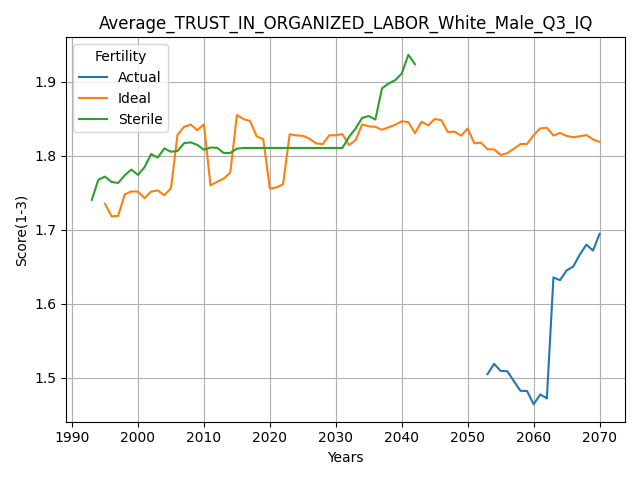 Average_TRUST_IN_ORGANIZED_LABOR_White_Male_Q3_IQ
Fertility
Actual
Ideal
Sterile
Score(1-3)
1.9
1.8
1.7
1.6
1.5
1990 2000 2010 2020 2030 2040 2050 2060 2070
Years